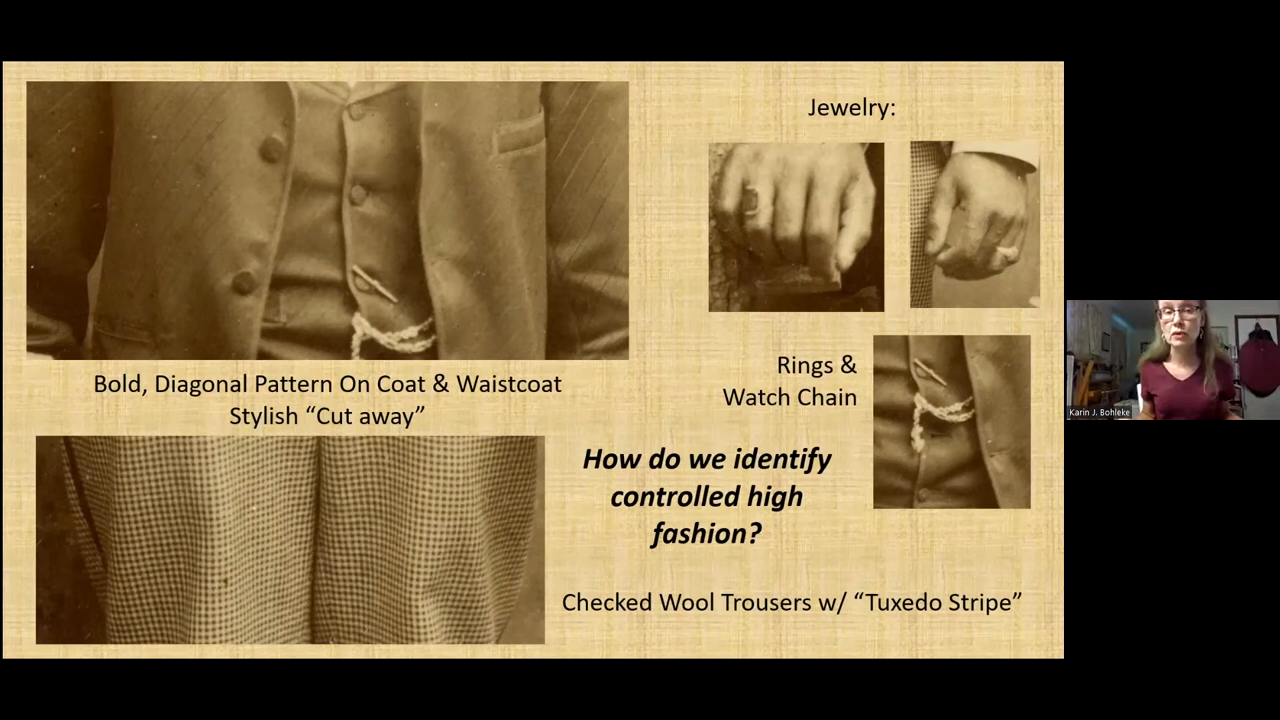 Jewelry:
Bold, Diagonal Pattern On Coat & Waistcoat
Stylish “Cut away”
Rings &
Watch Chain
How do we identify
controlled high
fashion?
Checked Wool Trousers w/ “Tuxedo Stripe”
Karin J. Bohleke